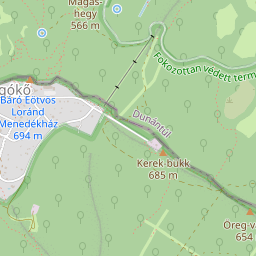 Magas-
hegy
566 m
Fokozottan védett term
gókő
Báró Eötvös
Loránd
Menedékház
694 m
Dunántúl
Kerek-bükk
685 m
Öreg-v
654